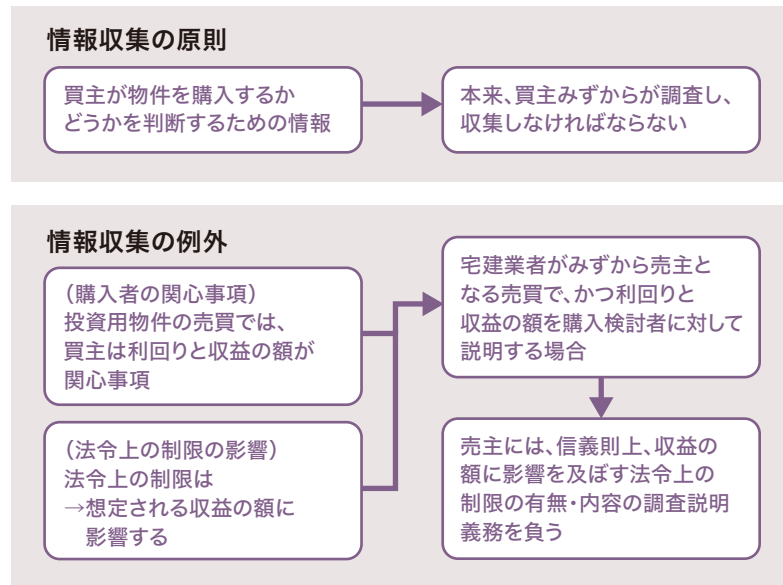 情報収集の原則
買主が物件を購入するか
どうかを判断するための情報
本来、買主みずからが調査し、
収集しなければならない
情報収集の例外
（購入者の関心事項）
投資用物件の売買では、
買主は利回りと収益の額が
関心事項
（法令上の制限の影響）
法令上の制限は
→想定される収益の額に
影響する
宅建業者がみずから売主と
なる売買で、かつ利回りと
収益の額を購入検討者に対して
説明する場合
売主には、信義則上、収益の
額に影響を及ぼす法令上の
制限の有無・内容の調査説明
義務を負う